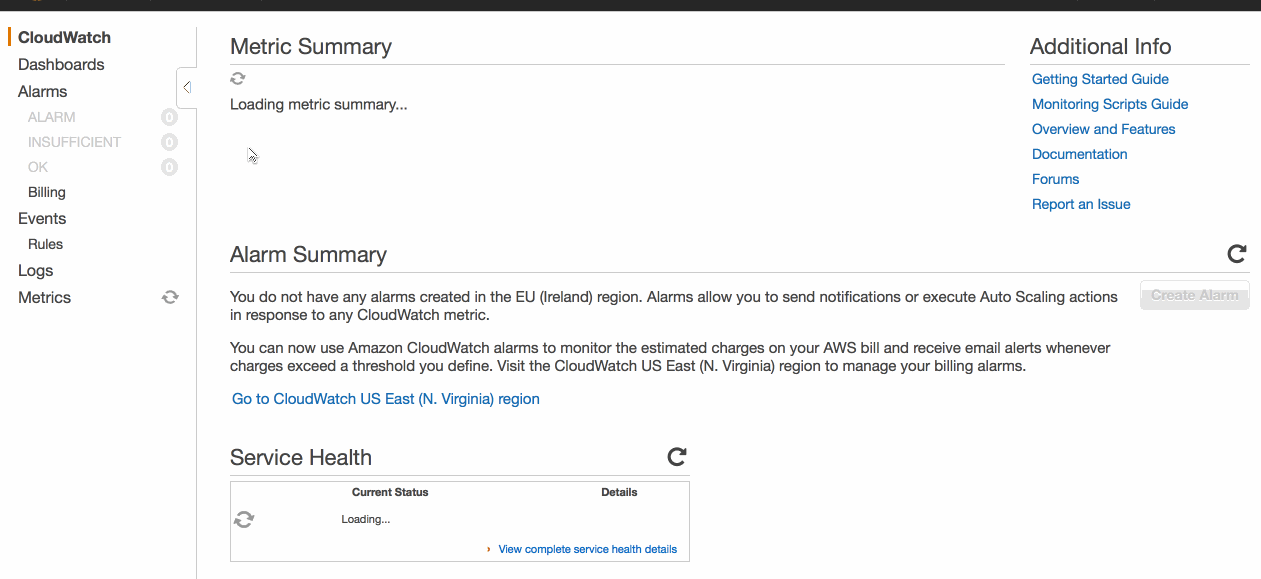 CloudWatch
Dashboards
Alarms
ALARM 0
INSUFFICIENT 0
OK 0
Billing
Events
Rules
Logs
Metrics
Metric Summary
Loading metric summary...
Additional Info
Getting Started Guide
Monitoring Scripts Guide
Overview and Features
Documentation
Forums
Report an Issue
Alarm Summary
You do not have any alarms created in the EU (Ireland) region. Alarms allow you to send notifications or execute Auto Scaling actions
in response to any CloudWatch metric.
Create Alarm
You can now use Amazon CloudWatch alarms to monitor the estimated charges on your AWS bill and receive email alerts whenever
charges exceed a threshold you define. Visit the CloudWatch US East (N. Virginia) region to manage your billing alarms.
Go to CloudWatch US East (N. Virginia) region
Service Health
Current Status Details
Loading...
View complete service health details